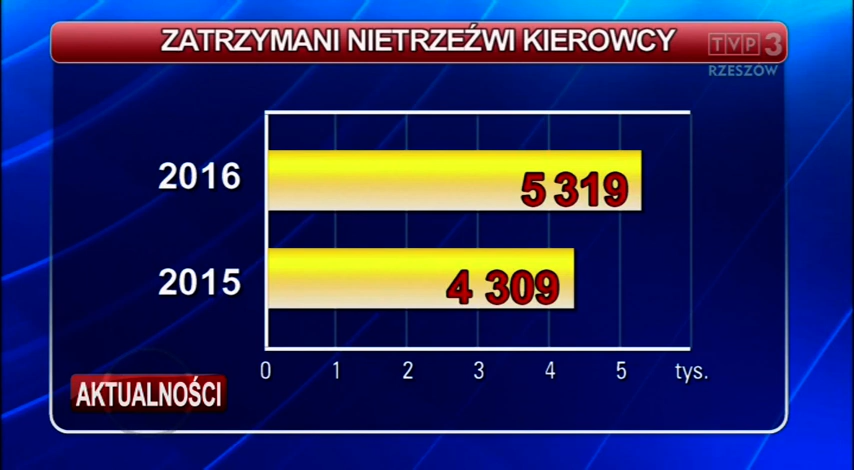 ZATRZYMANI NIETRZEŹWI KIEROWCY
TVP 3
RZESZÓW
2016
5 319
2015
4 309
0 1 2 3 4 5 tys.
AKTUALNOŚCI